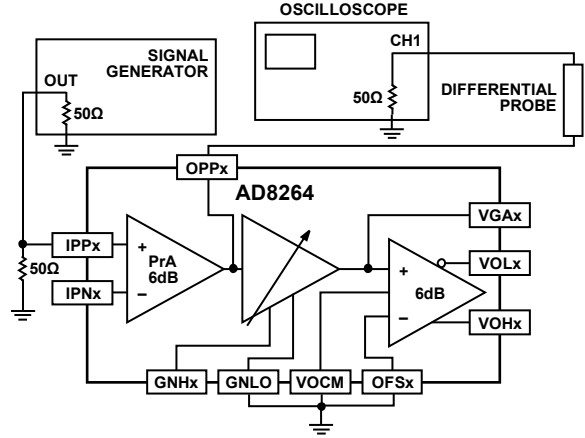 OSCILLOSCOPE
SIGNAL
GENERATOR
OUT
50Ω
CH1
50Ω
DIFFERENTIAL
PROBE
OPPx
AD8264
VGAx
IPPx
+
PrA
6dB
–
+
6dB
–
VOLx
50Ω
IPNx
VOHx
GNHx
GNLO
VOCM
OFSx